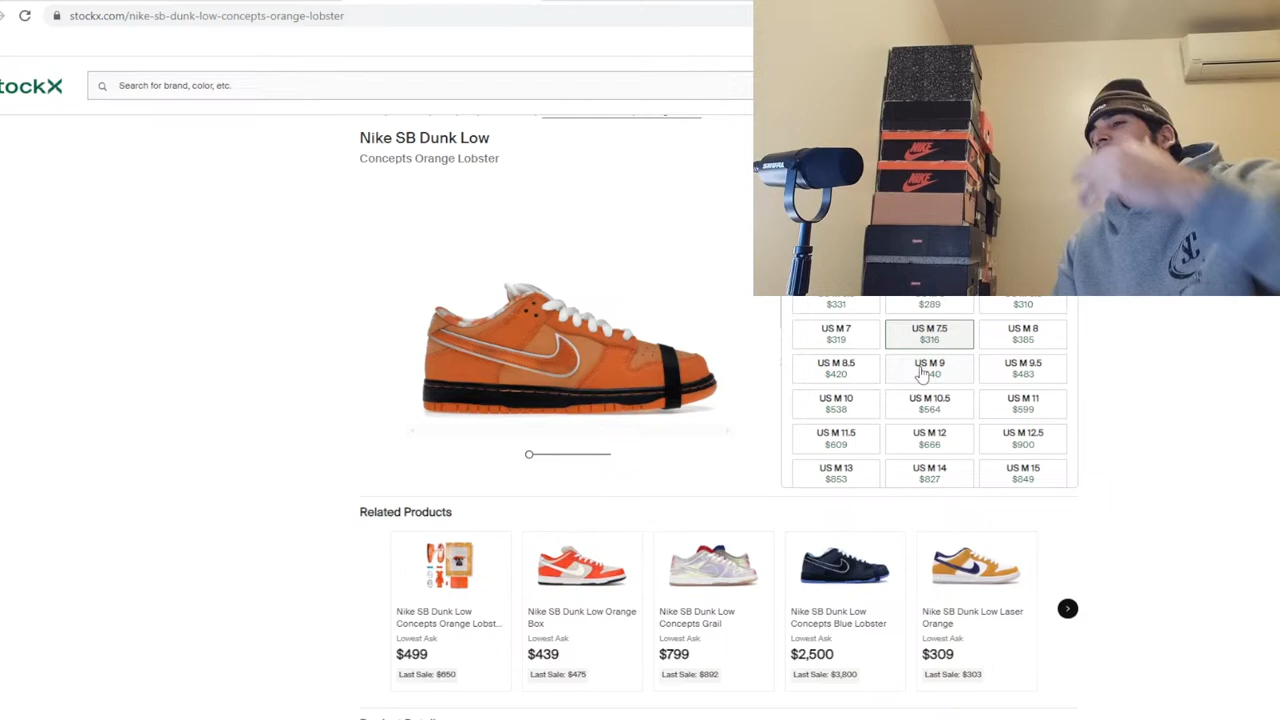 stockx.com/nike-sb-dunk-low-concepts-orange-lobster
tockX
Search for brand, color, etc.
Nike SB Dunk Low
Concepts Orange Lobster
SHURE
NIKE
NIKE
$331 $289 $310
US M 7 US M 7.5 US M 8
$319 $316 $385
US M 8.5 US M 9 US M 9.5
$420 40 $483
US M 10 US M 10.5 US M 11
$538 $564 $599
US M 11.5 US M 12 US M 12.5
$609 $666 $900
US M 13 US M 14 US M 15
$853 $827 $849
Related Products
Nike SB Dunk Low
Concepts Orange Lobst...
Lowest Ask
$499
Last Sale: $650
Nike SB Dunk Low Orange
Box
Lowest Ask
$439
Last Sale: $475
Nike SB Dunk Low
Concepts Grail
Lowest Ask
$799
Last Sale: $892
Nike SB Dunk Low
Concepts Blue Lobster
Lowest Ask
$2,500
Last Sale: $3,800
Nike SB Dunk Low Laser
Orange
Lowest Ask
$309
Last Sale: $303